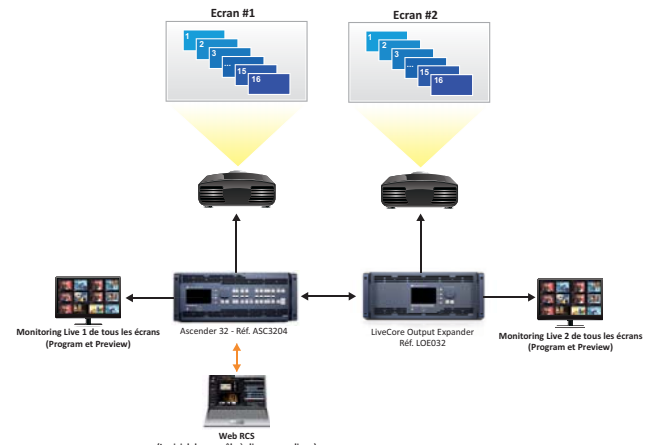 Ecran #1
Ecran #2
1
2
3
...
15
16
1
2
3
...
15
16
Monitoring Live 1 de tous les écrans
(Program et Preview)
Ascender 32 - Réf. ASC3204
LiveCore Output Expander
Réf. LOE032
Monitoring Live 2 de tous les écrans
(Program et Preview)
Web RCS